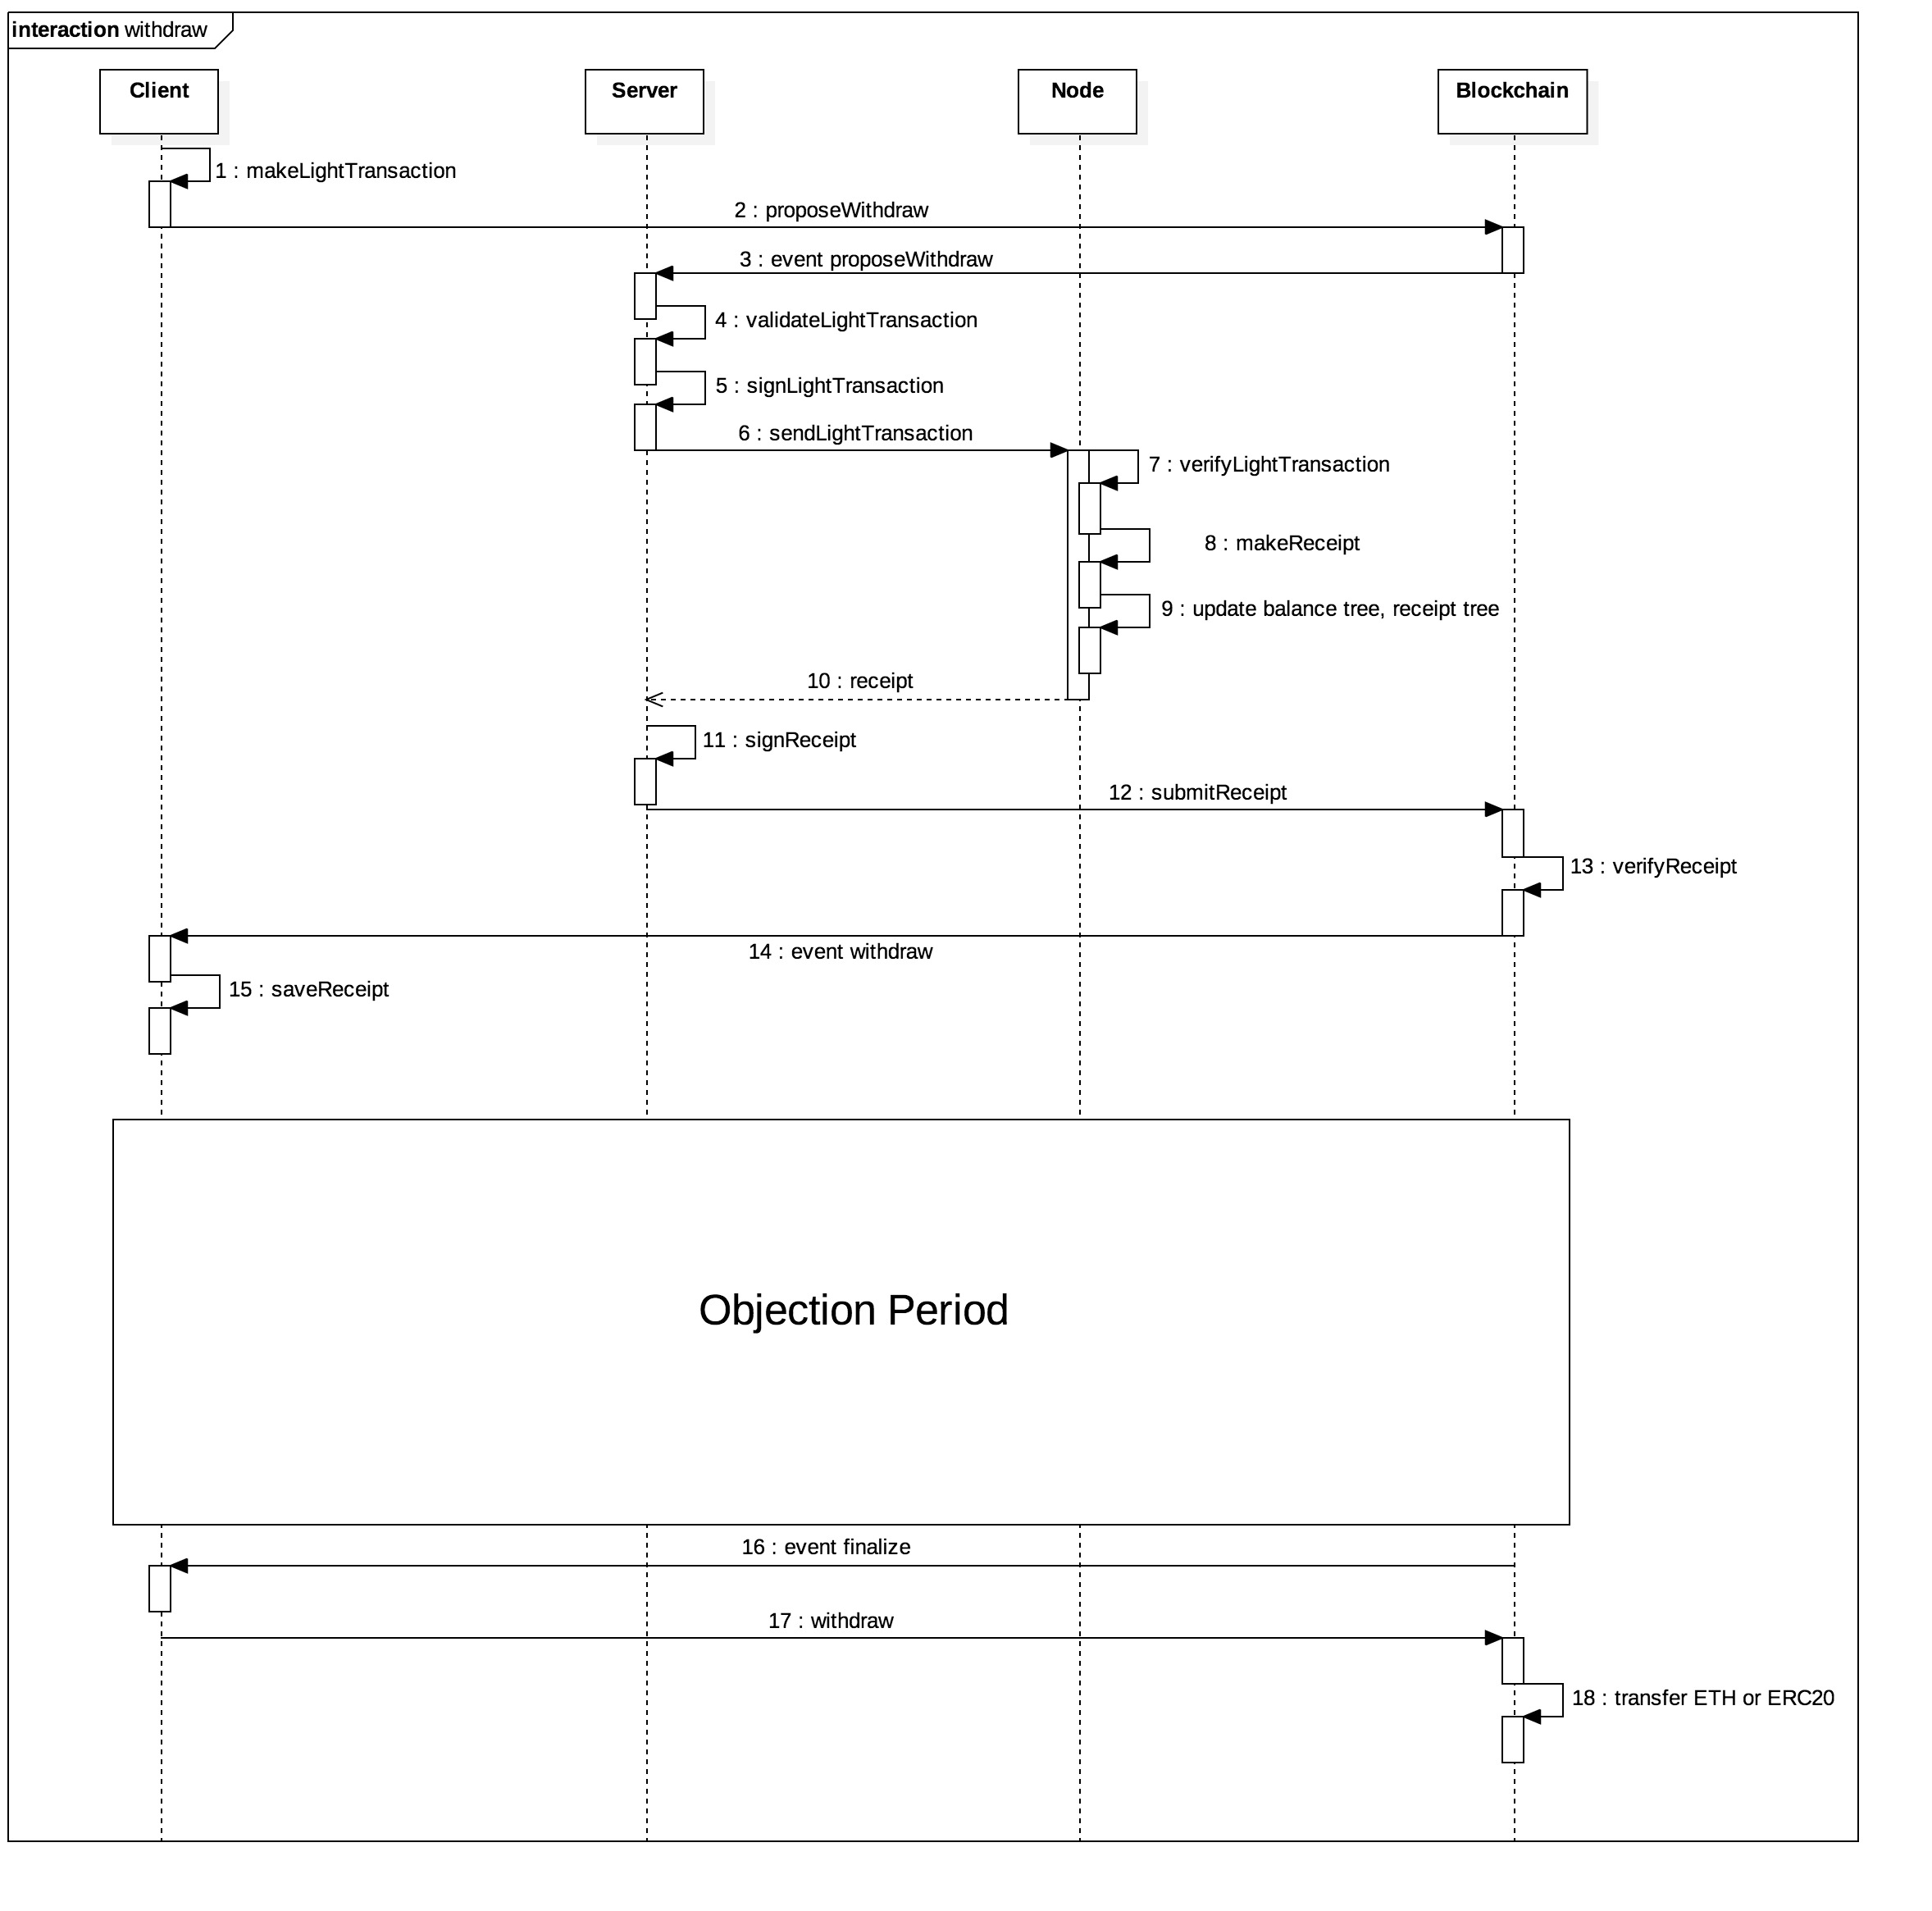 interaction withdraw
Client
Server
Node
Blockchain
1 : makeLightTransaction
2 : proposeWithdraw
3 : event proposeWithdraw
4 : validateLightTransaction
5 : signLightTransaction
6 : sendLightTransaction
7 : verifyLightTransaction
8 : makeReceipt
9 : update balance tree, receipt tree
10 : receipt
11 : signReceipt
12 : submitReceipt
13 : verifyReceipt
14 : event withdraw
15 : saveReceipt
Objection Period
16 : event finalize
17 : withdraw
18 : transfer ETH or ERC20